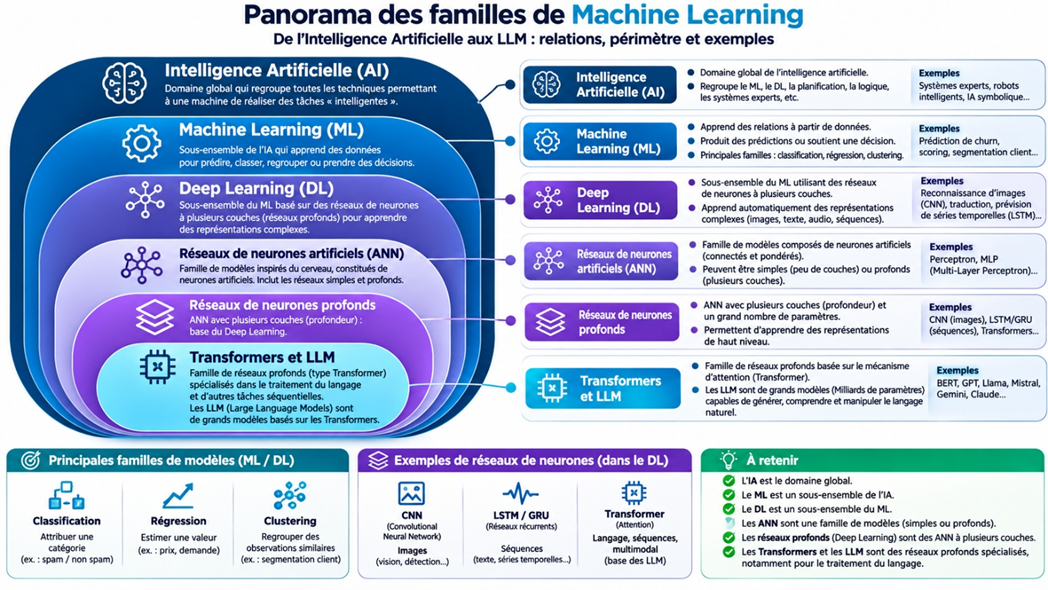 Panorama des familles de Machine Learning
De l'Intelligence Artificielle aux LLM : relations, périmètre et exemples
Intelligence Artificielle (AI)
Domaine global qui regroupe toutes les techniques permettant
à une machine de réaliser des tâches « intelligentes ».
Machine Learning (ML)
Sous-ensemble de l'IA qui apprend des données
pour prédire, classer, regrouper ou prendre des décisions.
Deep Learning (DL)
Sous-ensemble du ML basé sur des réseaux de neurones
à plusieurs couches (réseaux profonds) pour apprendre
des représentations complexes.
Réseaux de neurones artificiels (ANN)
Famille de modèles inspirés du cerveau, constitués de
neurones artificiels. Inclut les réseaux simples et profonds.
Réseaux de neurones profonds
ANN avec plusieurs couches (profondeur) :
base du Deep Learning.
Transformers et LLM
Famille de réseaux profonds (type Transformer)
spécialisés dans le traitement du langage
et d'autres tâches séquentielles.
Les LLM (Large Language Models) sont
de grands modèles basés sur les Transformers.
Intelligence
Artificielle (AI)
• Domaine global de l'intelligence artificielle.
• Regroupe le ML, le DL, la planification, la logique,
les systèmes experts, etc.
Exemples
Systèmes experts, robots
intelligents, IA symbolique...
Machine
Learning (ML)
• Apprend des relations à partir de données.
• Produit des prédictions ou soutient une décision.
• Principales familles : classification, régression, clustering.
Exemples
Prédiction de churn,
scoring, segmentation client...
Deep
Learning (DL)
• Sous-ensemble du ML utilisant des réseaux
de neurones à plusieurs couches.
• Apprend automatiquement des représentations
complexes (images, texte, audio, séquences).
Exemples
Reconnaissance d'images
(CNN), traduction, prévision
de séries temporelles (LSTM)...
Réseaux de neurones
artificiels (ANN)
• Famille de modèles composés de neurones artificiels
(connectés et pondérés).
• Peuvent être simples (peu de couches) ou profonds
(plusieurs couches).
Exemples
Perceptron, MLP
(Multi-Layer Perceptron)...
Réseaux de neurones
profonds
• ANN avec plusieurs couches (profondeur) et
un grand nombre de paramètres.
• Permettent d'apprendre des représentations
de haut niveau.
Exemples
CNN (images), LSTM/GRU
(séquences), Transformers...
Transformers
et LLM
• Famille de réseaux profonds basée sur le mécanisme
d'attention (Transformer).
• Les LLM sont de grands modèles (Milliards de paramètres)
capables de générer, comprendre et manipuler le langage
naturel.
Exemples
BERT, GPT, Llama, Mistral,
Gemini, Claude...
Principales familles de modèles (ML / DL)
Classification
Attribuer une
catégorie
(ex. : spam / non spam)
Régression
Estimer une valeur
(ex. : prix, demande)
Clustering
Regrouper des
observations similaires
(ex. : segmentation client)
Exemples de réseaux de neurones (dans le DL)
CNN
(Convolutional
Neural Network)
Images
(vision, détection...)
LSTM / GRU
(Réseaux récurrents)
Séquences
(texte, séries temporelles...)
Transformer
(Attention)
Langage, séquences,
multimodal
(base des LLM)
À retenir
L'IA est le domaine global.
Le ML est un sous-ensemble de l'IA.
Le DL est un sous-ensemble du ML.
Les ANN sont une famille de modèles (simples ou profonds).
Les réseaux profonds (Deep Learning) sont des ANN à plusieurs couches.
Les Transformers et les LLM sont des réseaux profonds spécialisés,
notamment pour le traitement du langage.